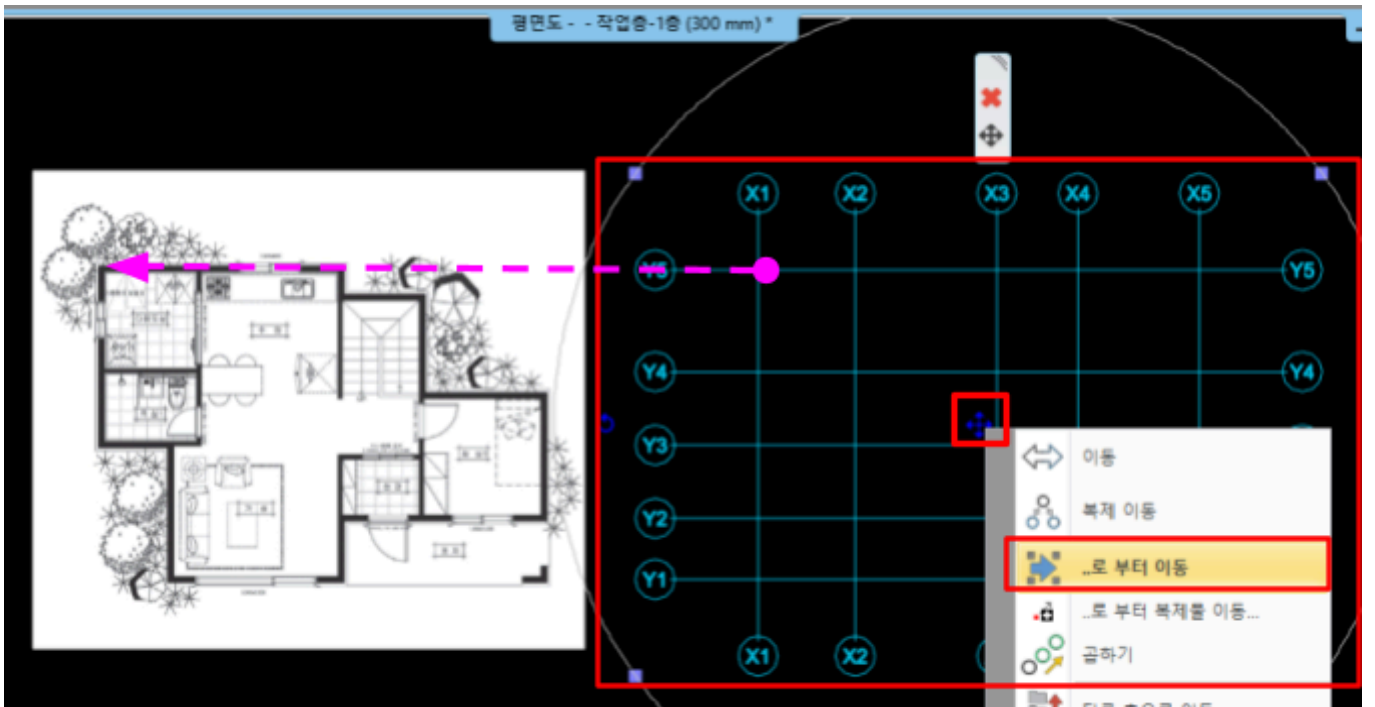 평면도 - - 작업층-1층 (300 mm) *
X1 X2 X3 X4 X5
Y5 Y5
Y4 Y4
Y3
Y2
Y1
X1 X2
이동
복제 이동
..로 부터 이동
..로 부터 복제물 이동...
곱하기